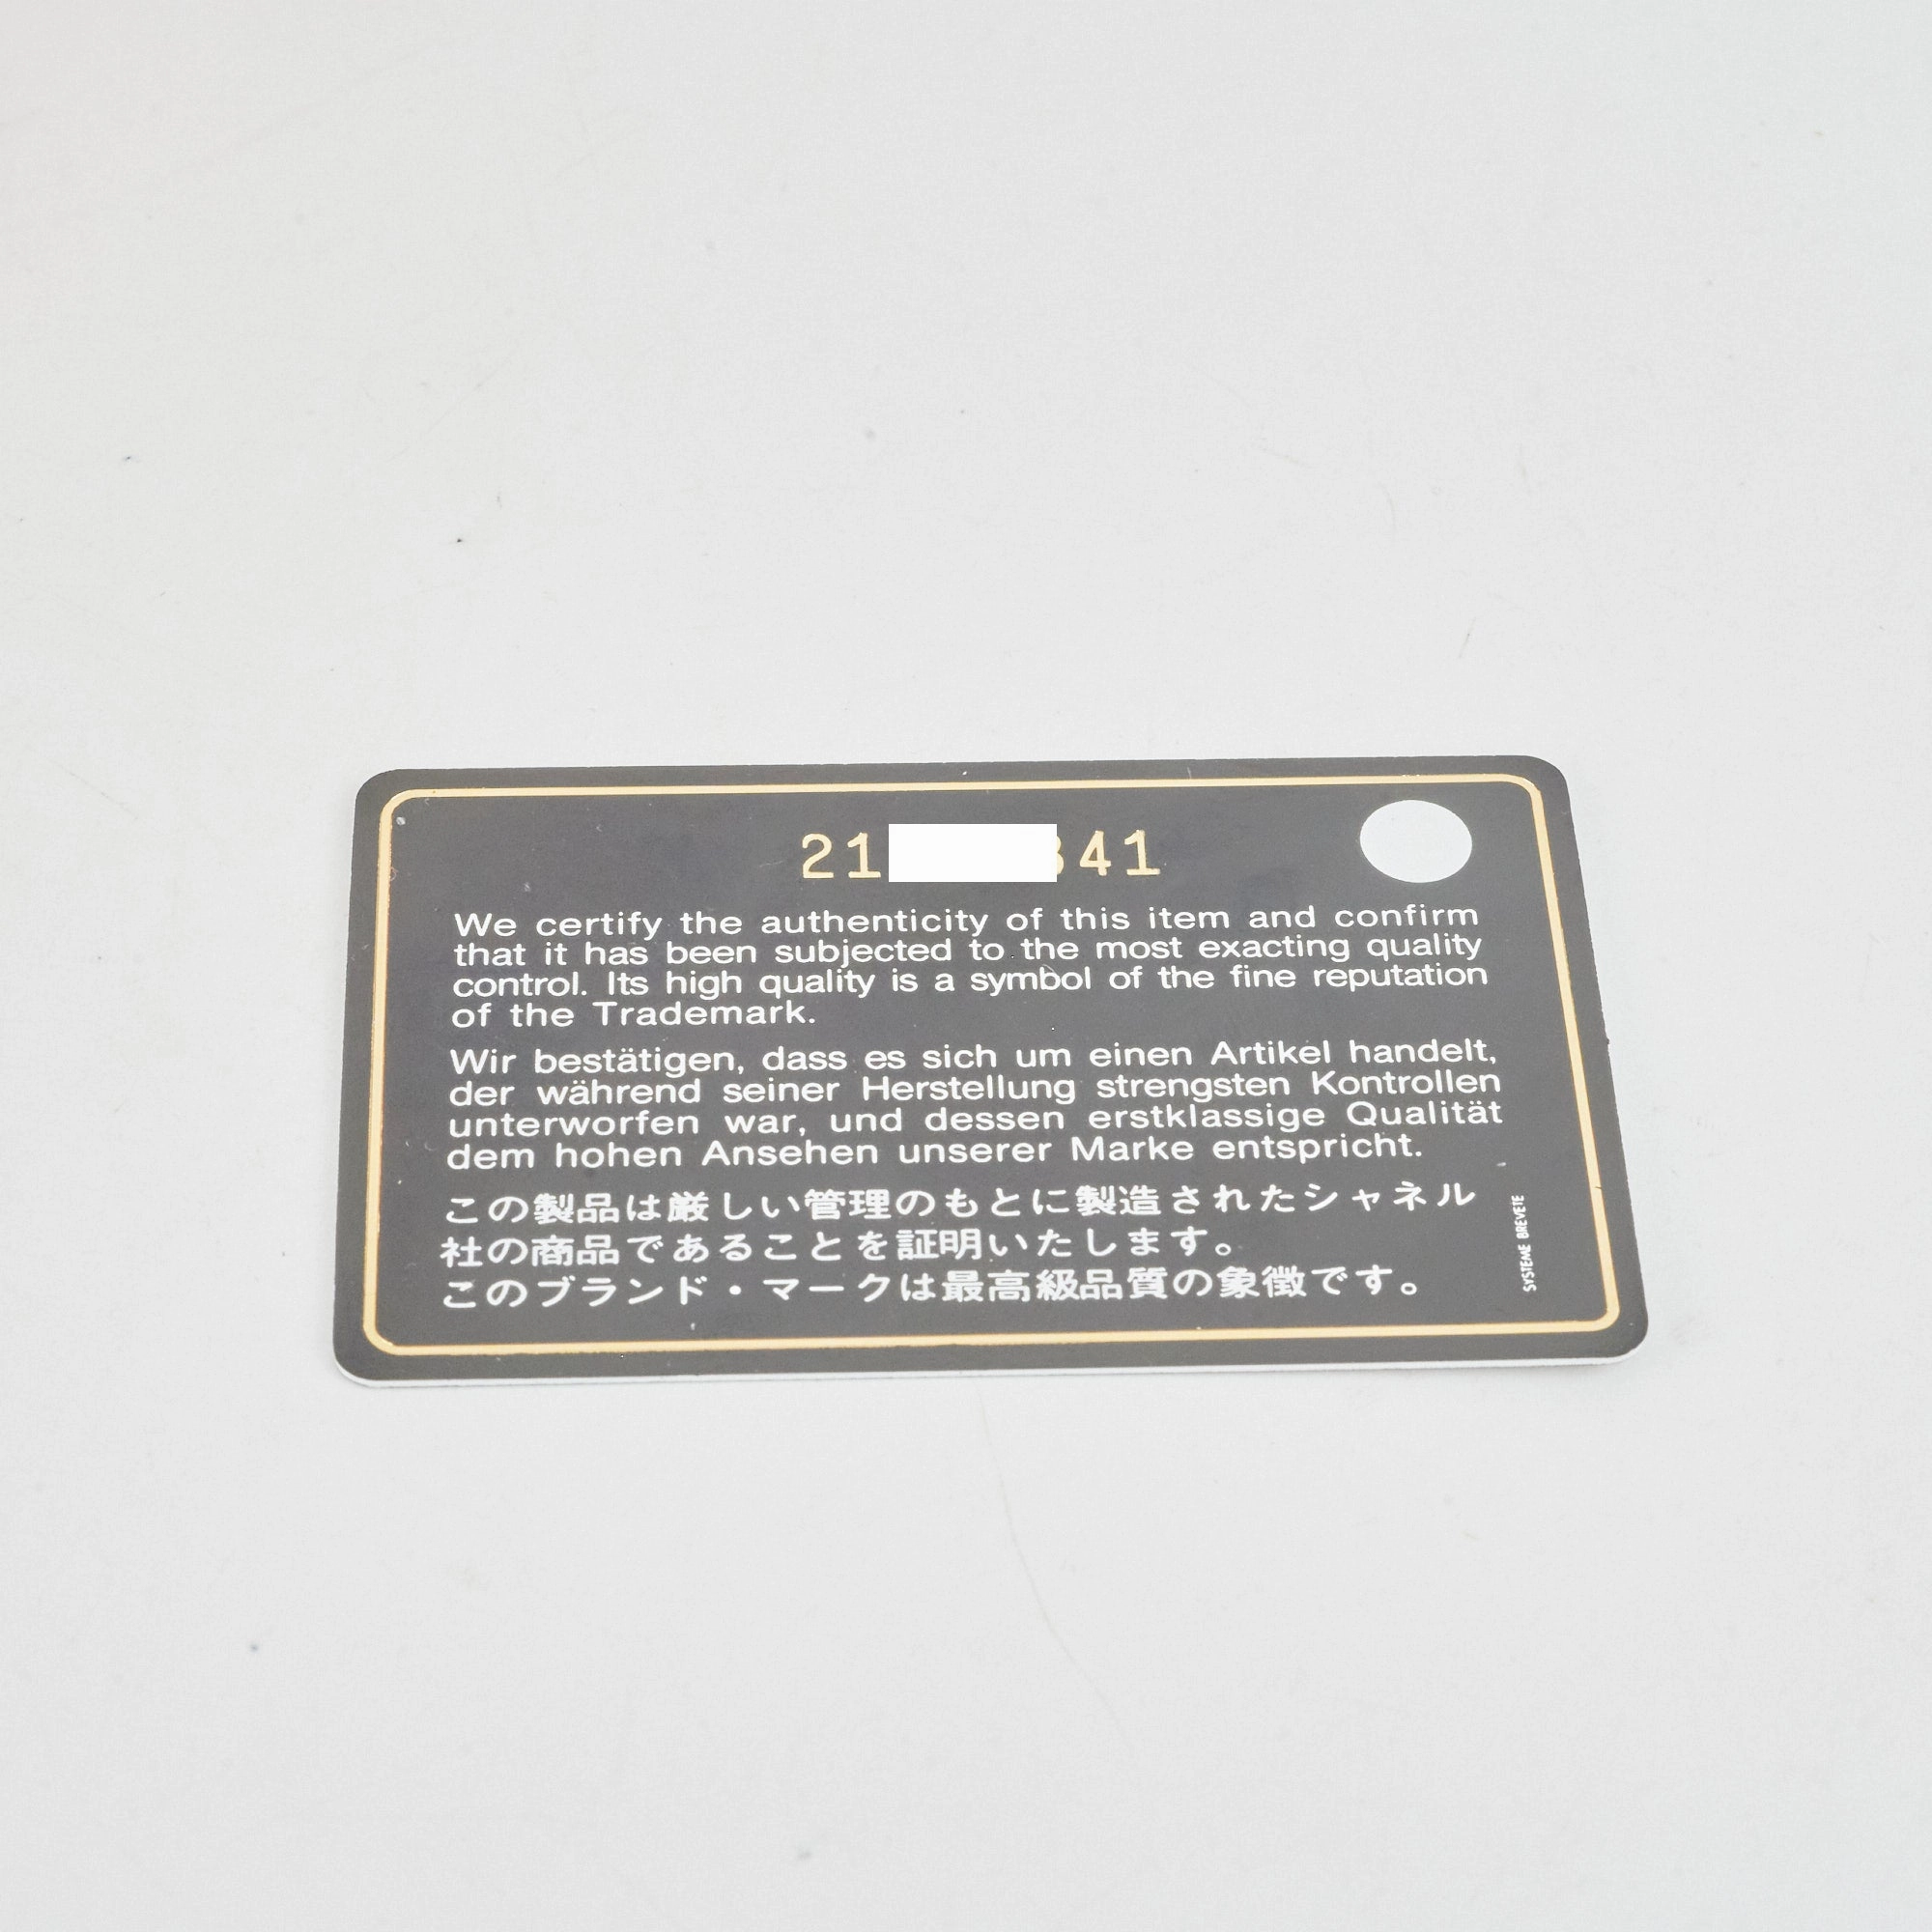 21 841
We certify the authenticity of this item and confirm
that it has been subjected to the most exacting quality
control. Its high quality is a symbol of the fine reputation
of the Trademark.
Wir bestätigen, dass es sich um einen Artikel handelt,
der während seiner Herstellung strengsten Kontrollen
unterworfen war, und dessen erstklassige Qualität
dem hohen Ansehen unserer Marke entspricht.
この製品は厳しい管理のもとに製造されたシャネル
社の商品であることを証明いたします。
このブランド・マークは最高級品質の象徴です。
SYSTEME BREVETE